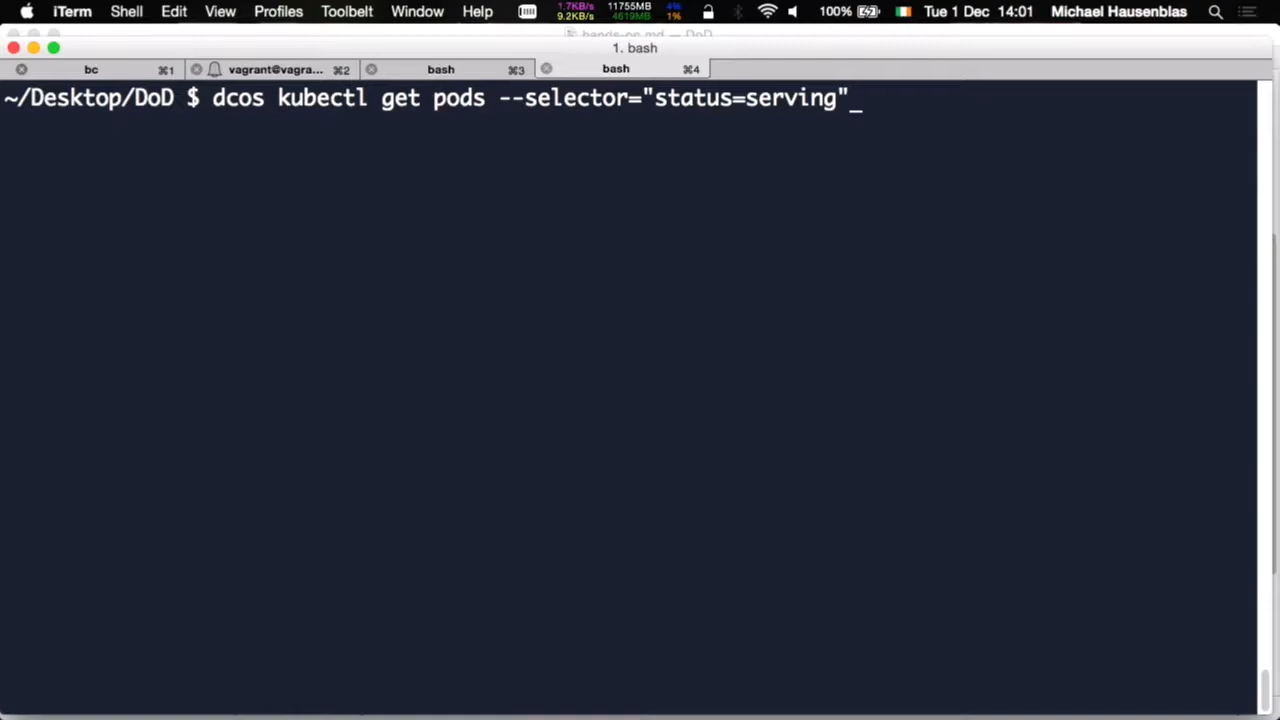 iTerm Shell Edit View Profiles Toolbelt Window Help 1.7KB/s 9.2KB/s 11755MB 4619MB 4% 1% 100% Tue 1 Dec 14:01 Michael Hausenblas
hands-on.md — DoD
1. bash
bc ⌘1 vagrant@vagra... ⌘2 bash ⌘3 bash ⌘4
~/Desktop/DoD $ dcos kubectl get pods --selector="status=serving"_